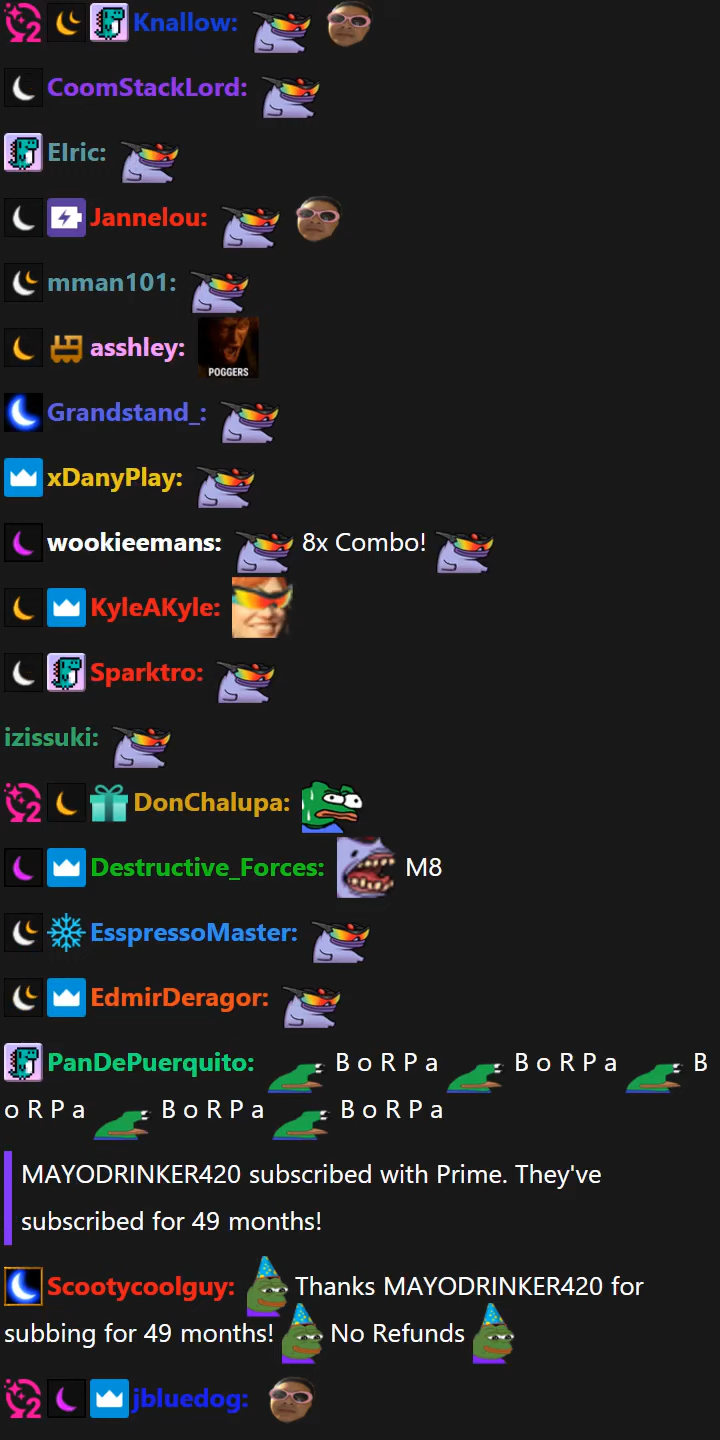 Knallow:
CoomStackLord:
Elric:
Jannelou:
mman101:
asshley: POGGERS
Grandstand_:
xDanyPlay:
wookieemans: 8x Combo!
KyleAKyle:
Sparktro:
izissuki:
DonChalupa:
Destructive_Forces: M8
EsspressoMaster:
EdmirDeragor:
PanDePuerquito: B o R P a B o R P a B
o R P a B o R P a B o R P a
MAYODRINKER420 subscribed with Prime. They've
subscribed for 49 months!
Scootycoolguy: Thanks MAYODRINKER420 for
subbing for 49 months! No Refunds
jbluedog: